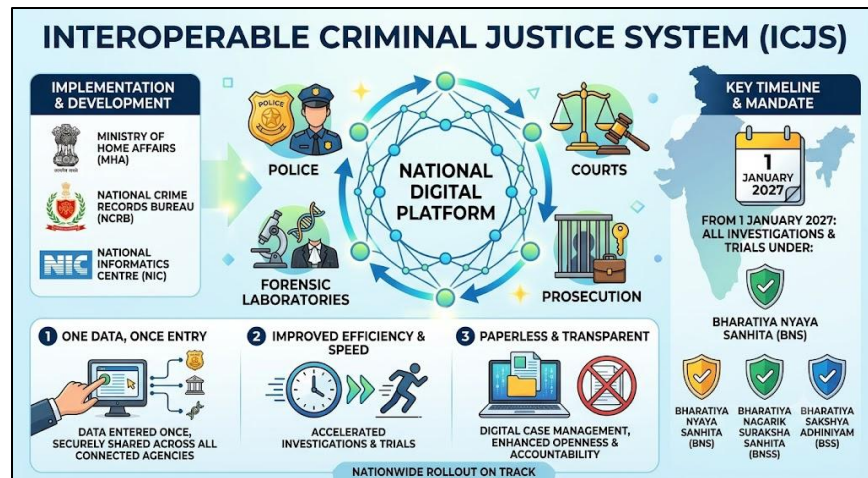 INTEROPERABLE CRIMINAL JUSTICE SYSTEM (ICJS)
IMPLEMENTATION
& DEVELOPMENT
MINISTRY OF
HOME AFFAIRS
(MHA)
NATIONAL CRIME
RECORDS BUREAU
(NCRB)
NIC
NATIONAL
INFORMATICS
CENTRE (NIC)
POLICE
POLICE
FORENSIC
LABORATORIES
NATIONAL
DIGITAL
PLATFORM
COURTS
PROSECUTION
KEY TIMELINE
& MANDATE
1
JANUARY
2027
FROM 1 JANUARY 2027:
ALL INVESTIGATIONS &
TRIALS UNDER:
BHARATIYA NYAYA
SANHITA (BNS)
BHARATIYA
NYAYA
SANHITA
(BNS)
BHARATIYA
NAGARIK
SURAKSHA
SANHITA
(BNSS)
BHARATIYA
SAKSHYA
ADHINIYAM
(BSS)
1 ONE DATA, ONCE ENTRY
DATA ENTERED ONCE,
SECURELY SHARED ACROSS ALL
CONNECTED AGENCIES
2 IMPROVED EFFICIENCY &
SPEED
ACCELERATED
INVESTIGATIONS & TRIALS
3 PAPERLESS & TRANSPARENT
DIGITAL CASE MANAGEMENT,
ENHANCED OPENNESS &
ACCOUNTABILITY
NATIONWIDE ROLLOUT ON TRACK